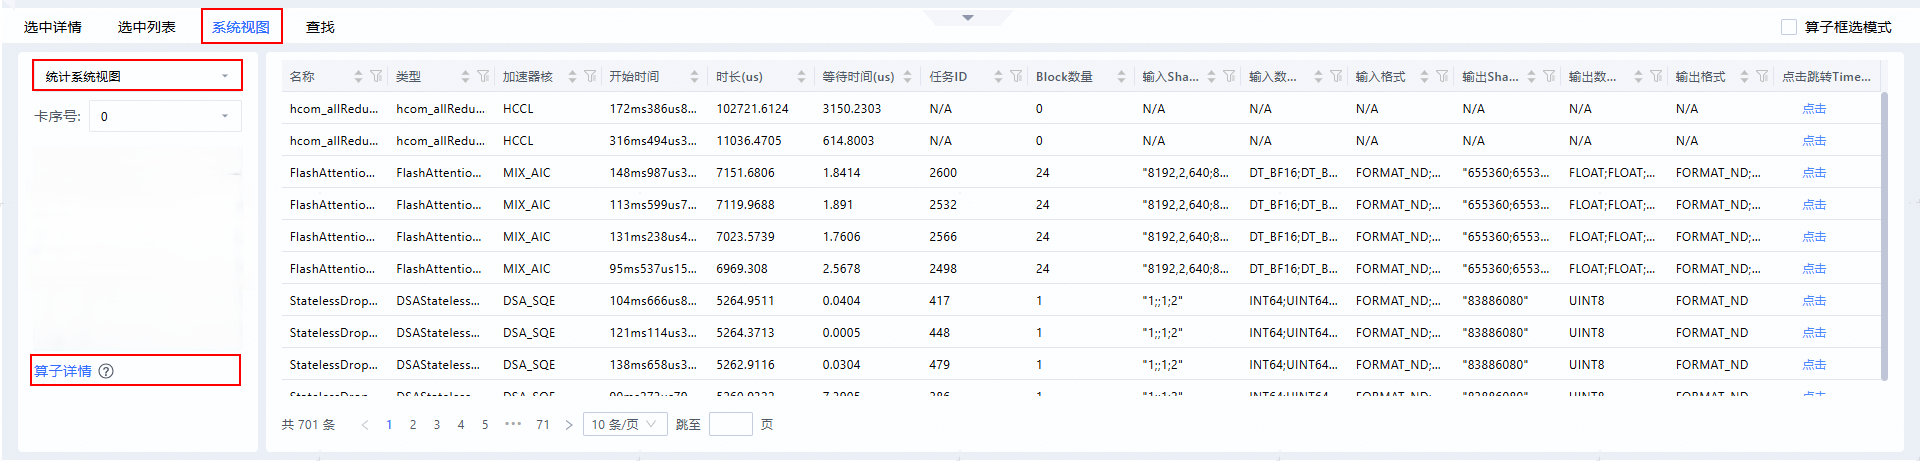 选中详情 选中列表 系统视图 查找 算子框选模式
统计系统视图
卡序号: 0
算子详情 ?
名称 类型 加速器核 开始时间 时长(us) 等待时间(us) 任务ID Block数量 输入Sha... 输入数... 输入格式 输出Sha... 输出数... 输出格式 点击跳转Time...
hcom_allRedu... hcom_allRedu... HCCL 172ms386us8... 102721.6124 3150.2303 N/A 0 N/A N/A N/A N/A N/A N/A 点击
hcom_allRedu... hcom_allRedu... HCCL 316ms494us3... 11036.4705 614.8003 N/A 0 N/A N/A N/A N/A N/A N/A 点击
FlashAttentio... FlashAttentio... MIX_AIC 148ms987us3... 7151.6806 1.8414 2600 24 "8192,2,640;8... DT_BF16;DT_B... FORMAT_ND;... "655360;6553... FLOAT;FLOAT;... FORMAT_ND;... 点击
FlashAttentio... FlashAttentio... MIX_AIC 113ms599us7... 7119.9688 1.891 2532 24 "8192,2,640;8... DT_BF16;DT_B... FORMAT_ND;... "655360;6553... FLOAT;FLOAT;... FORMAT_ND;... 点击
FlashAttentio... FlashAttentio... MIX_AIC 131ms238us4... 7023.5739 1.7606 2566 24 "8192,2,640;8... DT_BF16;DT_B... FORMAT_ND;... "655360;6553... FLOAT;FLOAT;... FORMAT_ND;... 点击
FlashAttentio... FlashAttentio... MIX_AIC 95ms537us15... 6969.308 2.5678 2498 24 "8192,2,640;8... DT_BF16;DT_B... FORMAT_ND;... "655360;6553... FLOAT;FLOAT;... FORMAT_ND;... 点击
StatelessDrop... DSAStateless... DSA_SQE 104ms666us8... 5264.9511 0.0404 417 1 "1;;1;2" INT64;UINT64... FORMAT_ND;... "83886080" UINT8 FORMAT_ND 点击
StatelessDrop... DSAStateless... DSA_SQE 121ms114us3... 5264.3713 0.0005 448 1 "1;;1;2" INT64;UINT64... FORMAT_ND;... "83886080" UINT8 FORMAT_ND 点击
StatelessDrop... DSAStateless... DSA_SQE 138ms658us3... 5262.9116 0.0304 479 1 "1;;1;2" INT64;UINT64... FORMAT_ND;... "83886080" UINT8 FORMAT_ND 点击
共 701 条 < 1 2 3 4 5 ••• 71 > 10 条/页 跳至 页